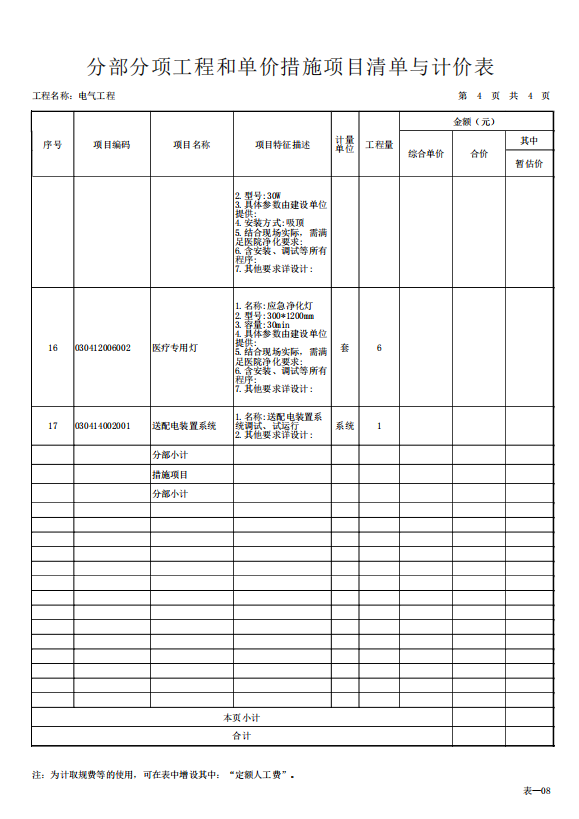 分部分项工程和单价措施项目清单与计价表
工程名称：电气工程 第 4 页 共 4 页
序号 项目编码 项目名称 项目特征描述 计量单位 工程量 金额（元）
综合单价 合价 其中
暂估价
2.型号:30W
3.具体参数由建设单位
提供:
4.安装方式:吸顶
5.结合现场实际，需满
足医院净化要求:
6.含安装、调试等所有
程序:
7.其他要求详设计:
16 030412006002 医疗专用灯 套 6
1.名称:应急净化灯
2.型号:300*1200mm
3.容量:30min
4.具体参数由建设单位
提供:
5.结合现场实际，需满
足医院净化要求:
6.含安装、调试等所有
程序:
7.其他要求详设计:
17 030414002001 送配电装置系统 系统 1
1.名称:送配电装置系
统调试、试运行
2.其他要求详设计:
分部小计
措施项目
分部小计
本页小计
合计
注：为计取规费等的使用，可在表中增设其中：“定额人工费”。
表—08